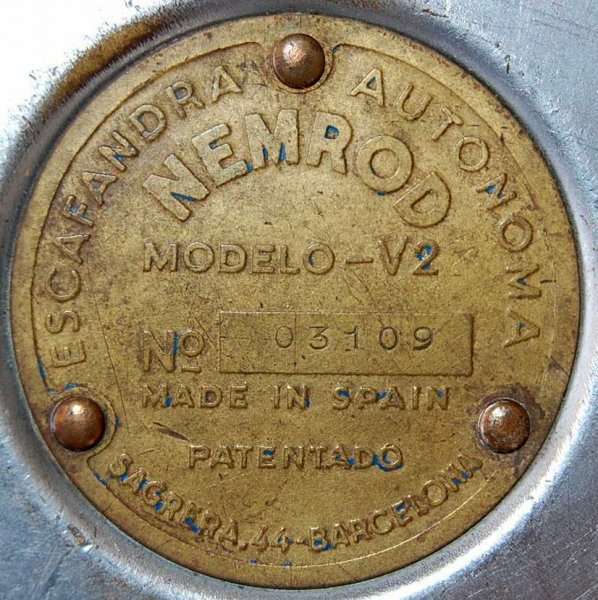 ESCAFANDRA AUTONOMA
NEMROD
MODELO-V2
Nº 03109
MADE IN SPAIN
PATENTADO
SAGRERA.44-BARCELONA